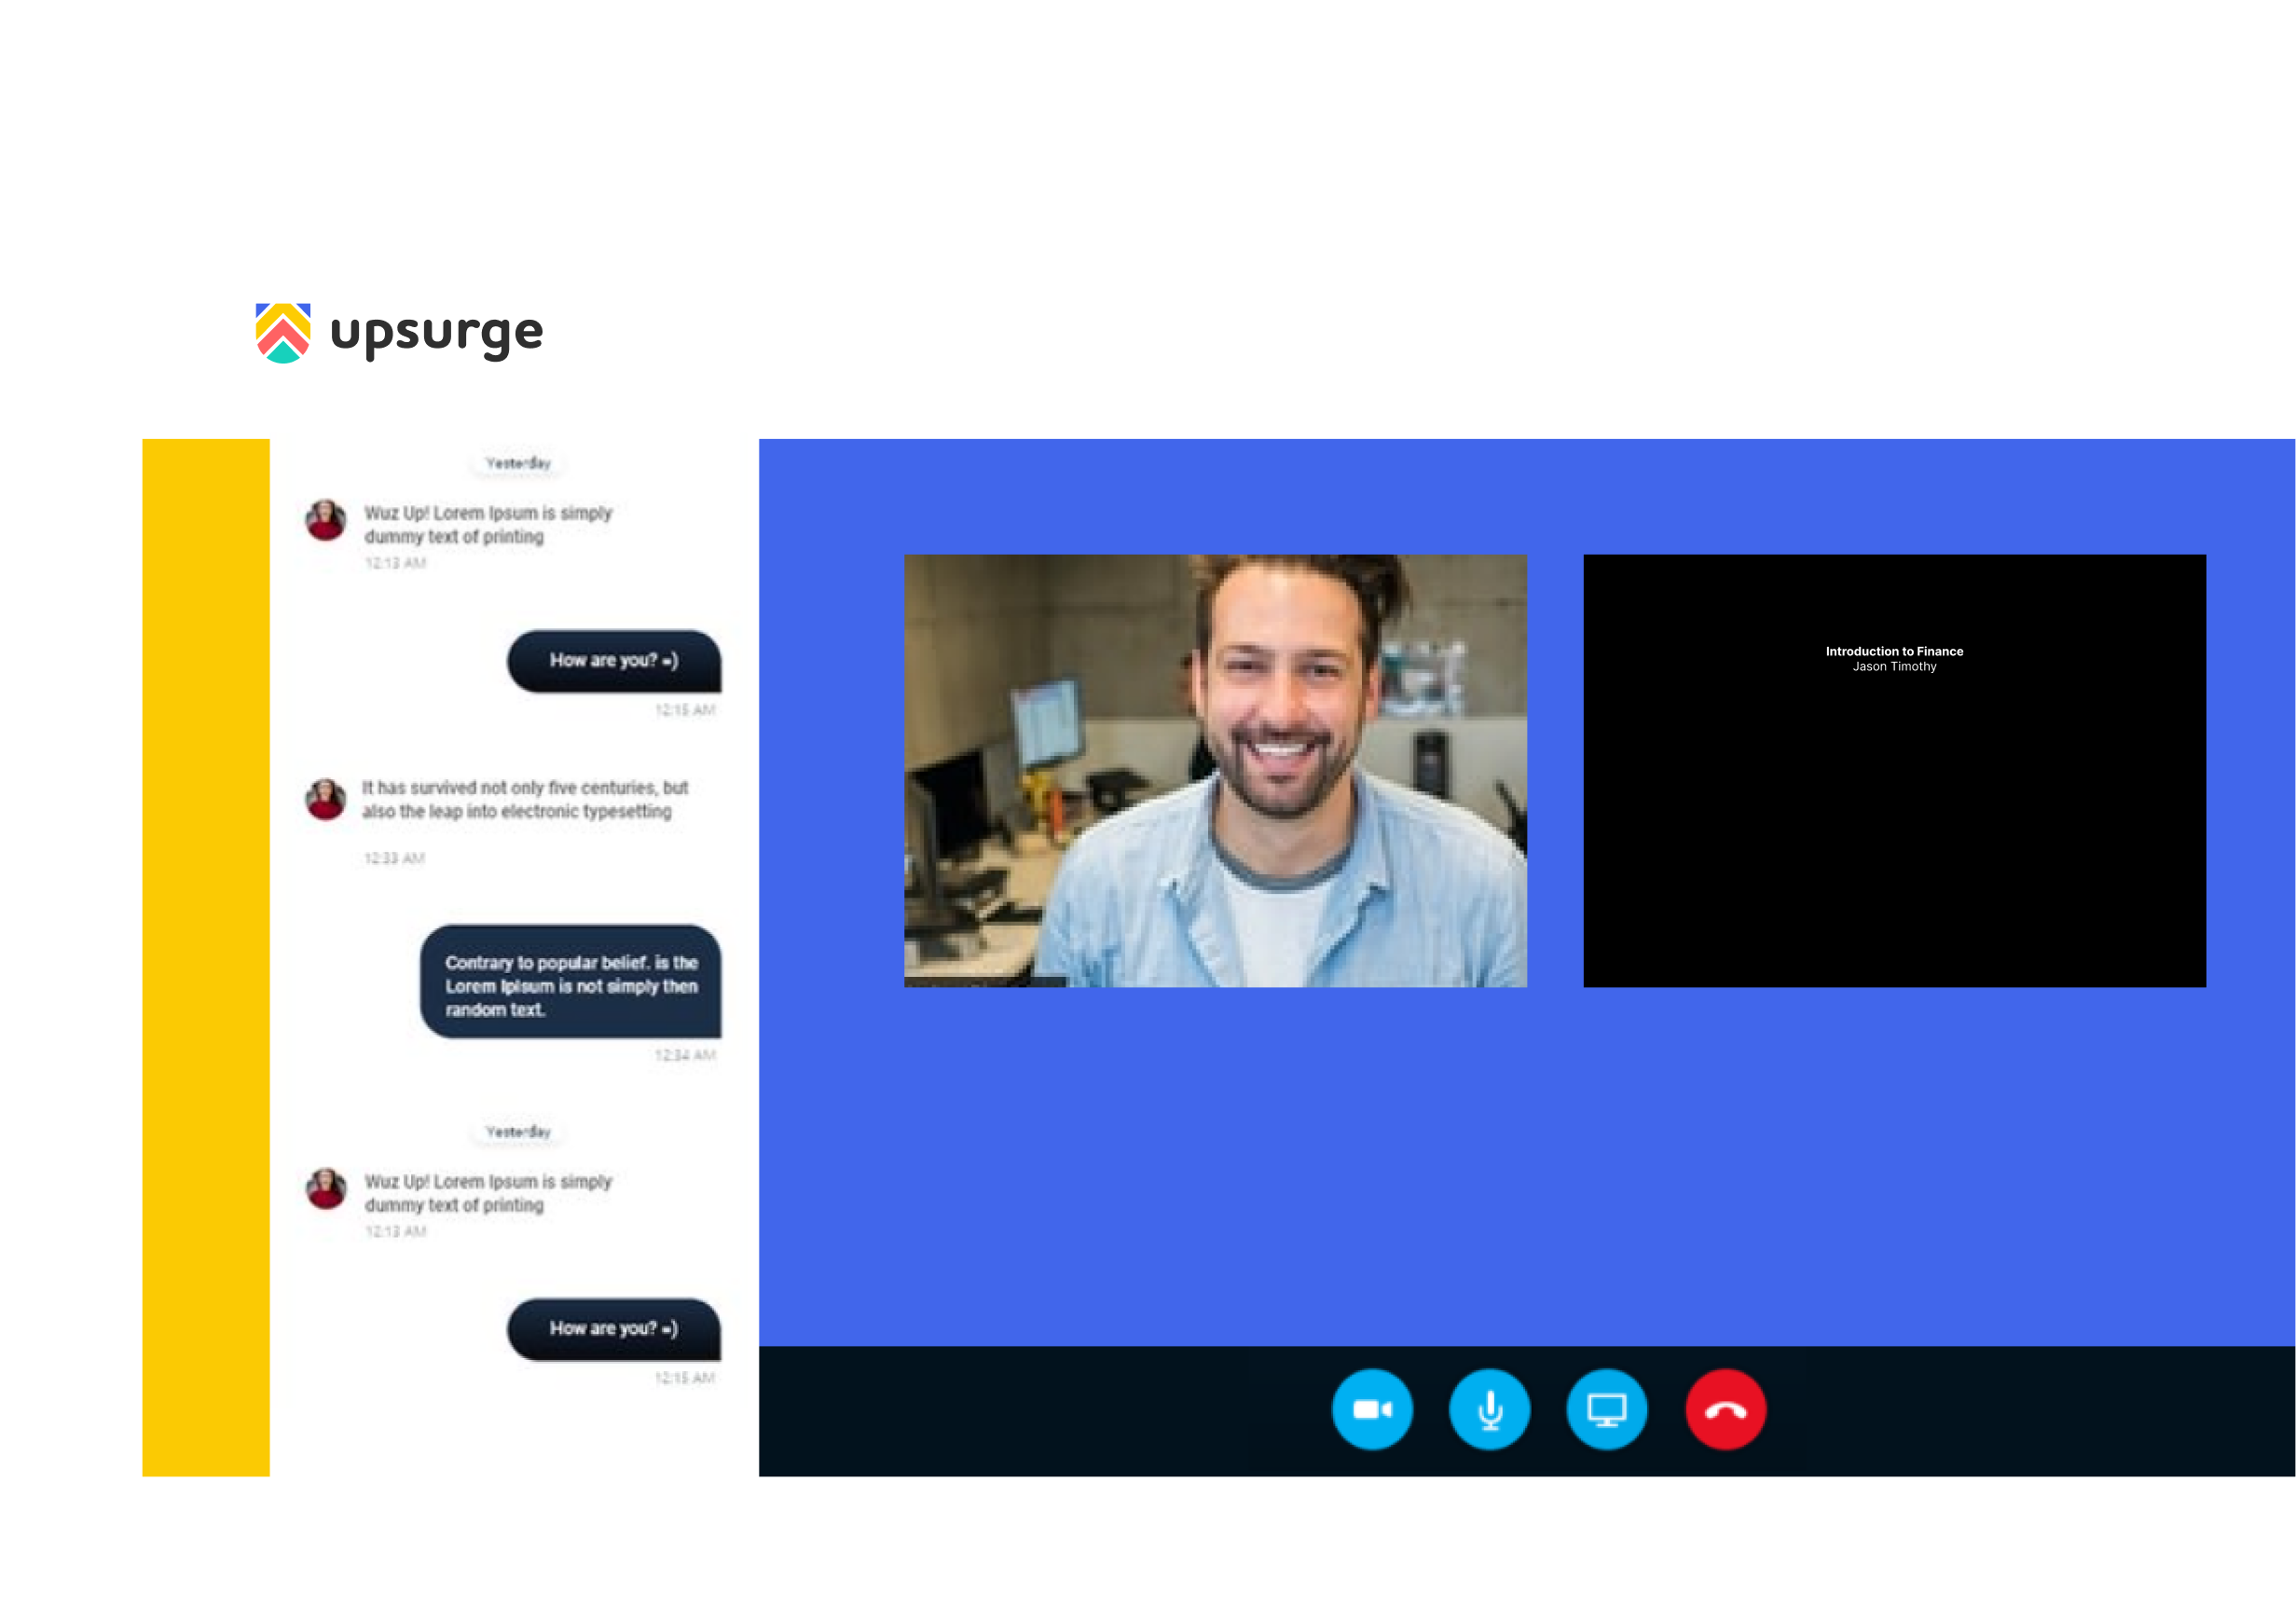 upsurge
Yesterday
Wuz Up! Lorem Ipsum is simply
dummy text of printing
12:13 AM
How are you? =)
12:15 AM
It has survived not only five centuries, but
also the leap into electronic typesetting
12:33 AM
Contrary to popular belief. is the
Lorem Ipisum is not simply then
random text.
12:34 AM
Yesterday
Wuz Up! Lorem Ipsum is simply
dummy text of printing
12:13 AM
How are you? =)
12:15 AM
Introduction to Finance
Jason Timothy